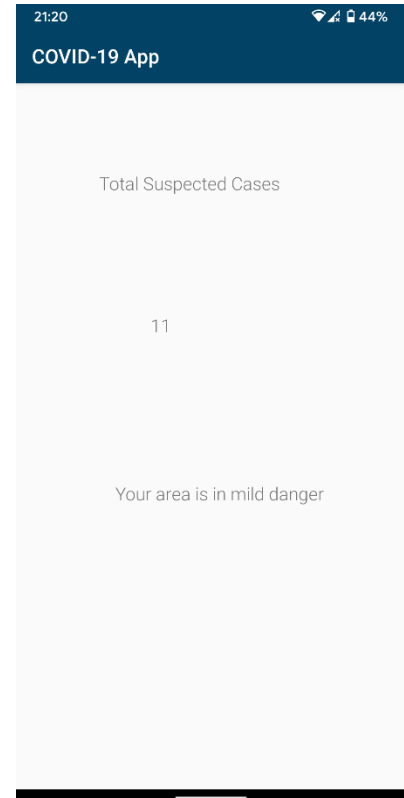 21:20 44%
COVID-19 App
Total Suspected Cases
11
Your area is in mild danger